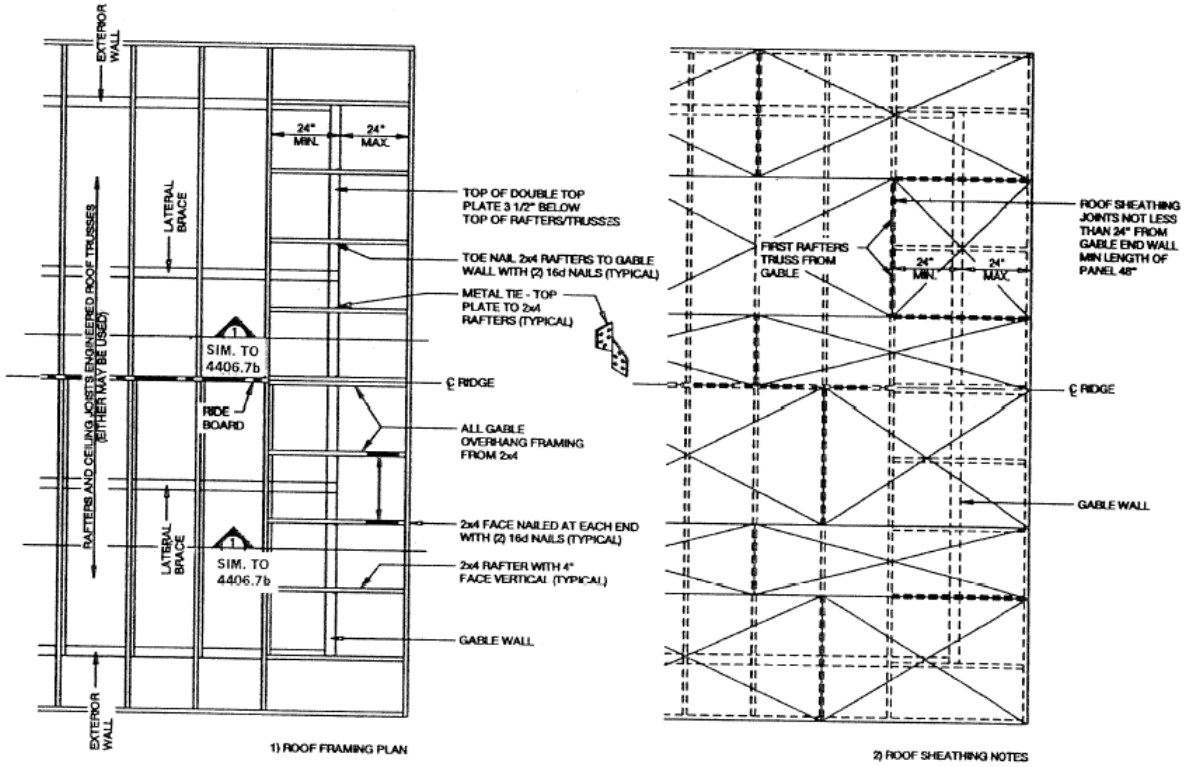 EXTERIOR
WALL
24"
MIN.
24"
MAX.
LATERAL
BRACE
RAFTERS AND CEILING JOISTS ENGINEERED ROOF TRUSSES
(EITHER MAY BE USED)
TOP OF DOUBLE TOP
PLATE 3 1/2" BELOW
TOP OF RAFTERS/TRUSSES
TOE NAIL 2x4 RAFTERS TO GABLE
WALL WITH (2) 16d NAILS (TYPICAL)
METAL TIE - TOP
PLATE TO 2x4
RAFTERS (TYPICAL)
1
SIM. TO
4406.7b
℄ RIDGE
RIDE
BOARD
ALL GABLE
OVERHANG FRAMING
FROM 2x4
2x4 FACE NAILED AT EACH END
WITH (2) 16d NAILS (TYPICAL)
1
SIM. TO
4406.7b
LATERAL
BRACE
2x4 RAFTER WITH 4"
FACE VERTICAL (TYPICAL)
GABLE WALL
EXTERIOR
WALL
1) ROOF FRAMING PLAN
ROOF SHEATHING
JOINTS NOT LESS
THAN 24" FROM
GABLE END WALL
MIN LENGTH OF
PANEL 48"
FIRST RAFTERS
TRUSS FROM
GABLE
24"
MIN.
24"
MAX.
℄ RIDGE
GABLE WALL
2) ROOF SHEATHING NOTES